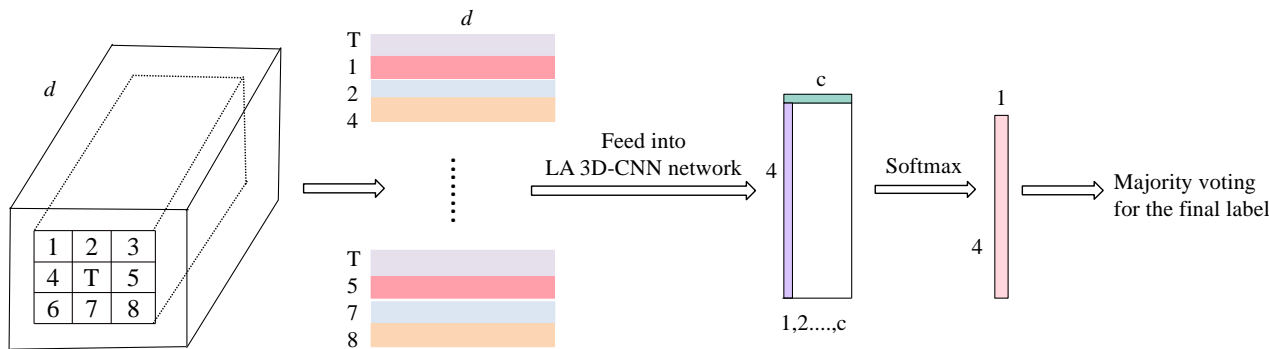 d
1 2 3
4 T 5
6 7 8
d
T
1
2
4
T
5
7
8
Feed into
LA 3D-CNN network
c
4
1,2....,c
Softmax
1
4
Majority voting
for the final label